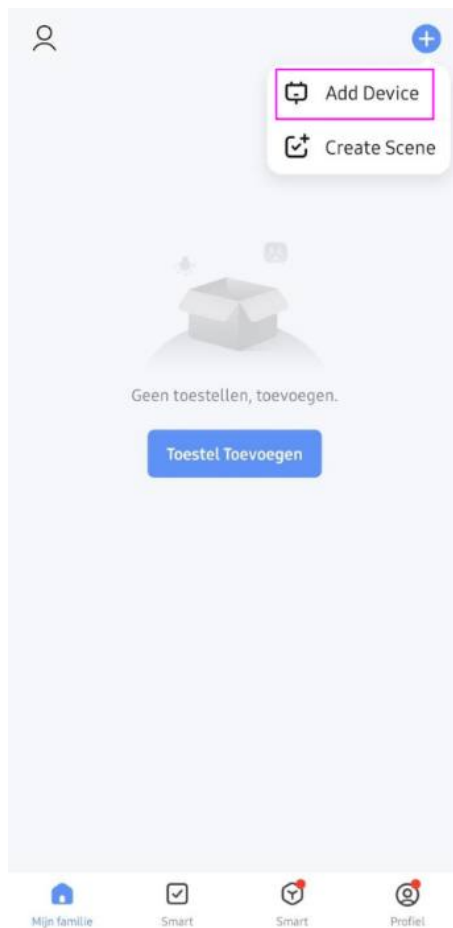 Add Device
Create Scene
Geen toestellen, toevoegen.
Toestel Toevoegen
Mijn familie
Smart
Smart
Profiel